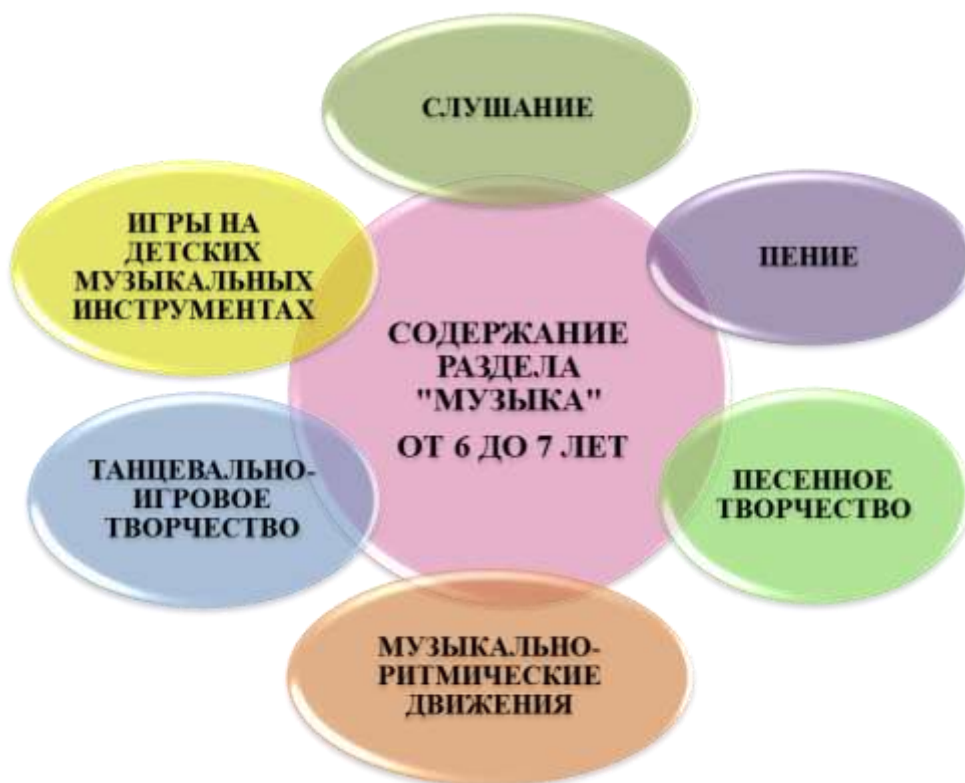 СЛУШАНИЕ
ПЕНИЕ
ПЕСЕННОЕ
ТВОРЧЕСТВО
МУЗЫКАЛЬНО-
РИТМИЧЕСКИЕ
ДВИЖЕНИЯ
ТАНЦЕВАЛЬНО-
ИГРОВОЕ
ТВОРЧЕСТВО
ИГРЫ НА
ДЕТСКИХ
МУЗЫКАЛЬНЫХ
ИНСТРУМЕНТАХ
СОДЕРЖАНИЕ
РАЗДЕЛА
"МУЗЫКА"
ОТ 6 ДО 7 ЛЕТ